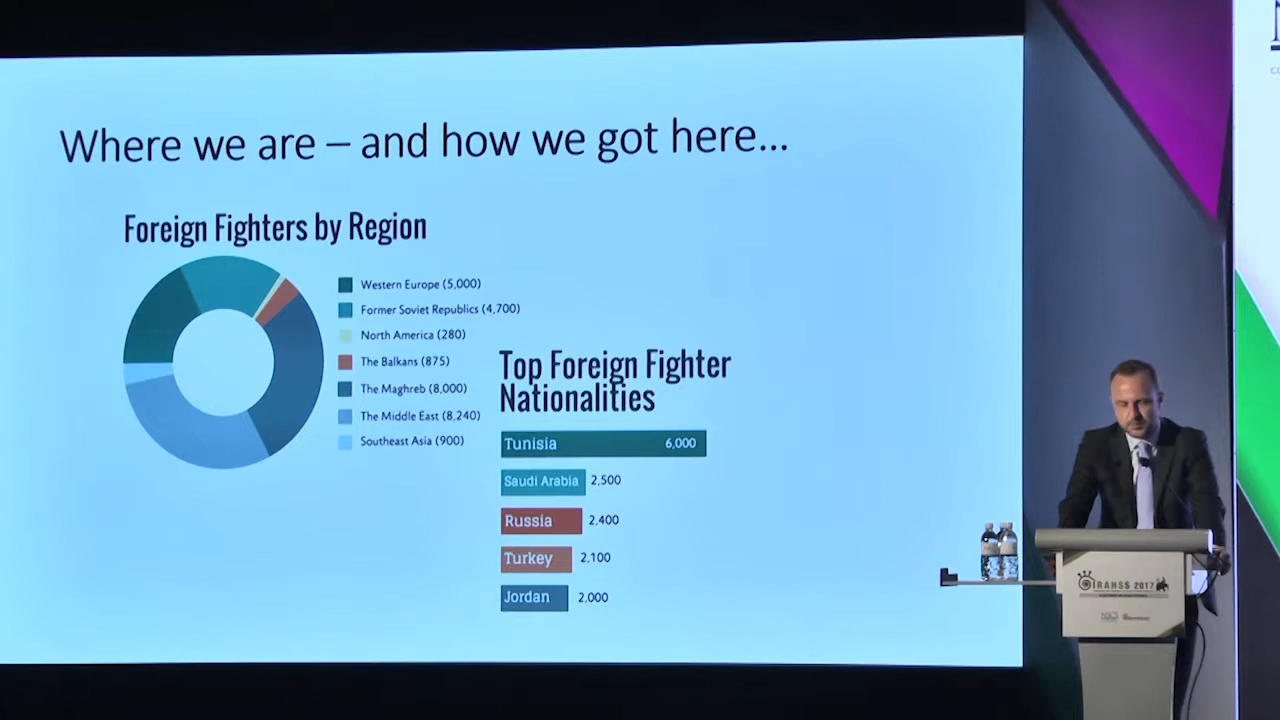 Where we are – and how we got here...
Foreign Fighters by Region
Western Europe (5,000)
Former Soviet Republics (4,700)
North America (280)
The Balkans (875)
The Maghreb (8,000)
The Middle East (8,240)
Southeast Asia (900)
Top Foreign Fighter
Nationalities
Tunisia 6,000
Saudi Arabia 2,500
Russia 2,400
Turkey 2,100
Jordan 2,000
IRAHSS 2017